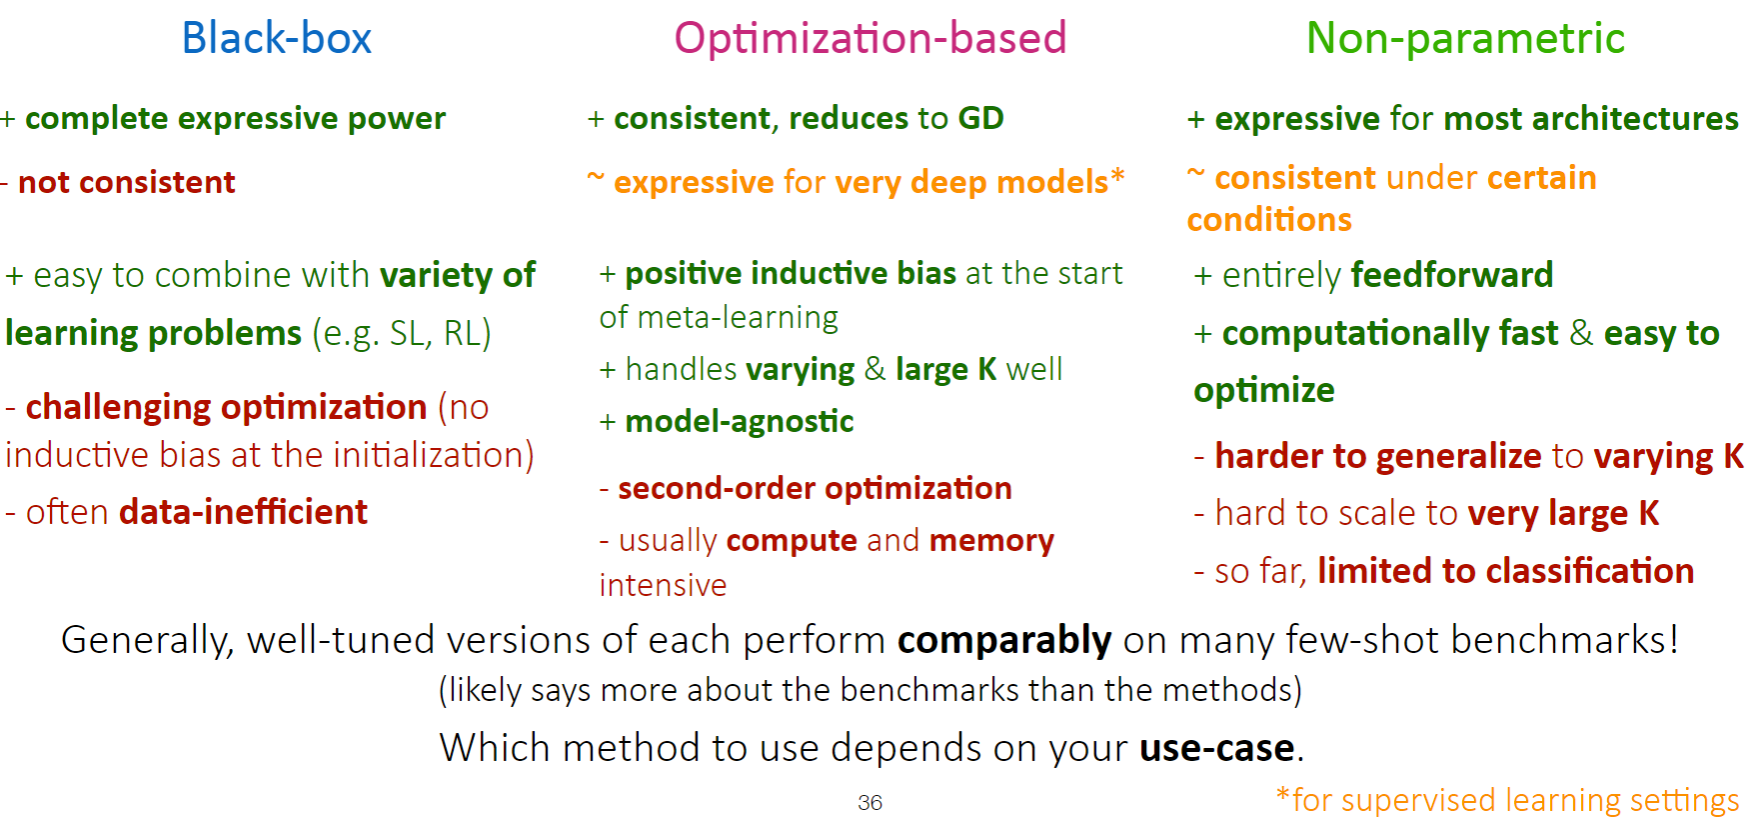 Black-box
+ complete expressive power
- not consistent
+ easy to combine with variety of
learning problems (e.g. SL, RL)
- challenging optimization (no
inductive bias at the initialization)
- often data-inefficient
Optimization-based
+ consistent, reduces to GD
~ expressive for very deep models*
+ positive inductive bias at the start
of meta-learning
+ handles varying & large K well
+ model-agnostic
- second-order optimization
- usually compute and memory
intensive
Non-parametric
+ expressive for most architectures
~ consistent under certain
conditions
+ entirely feedforward
+ computationally fast & easy to
optimize
- harder to generalize to varying K
- hard to scale to very large K
- so far, limited to classification
Generally, well-tuned versions of each perform comparably on many few-shot benchmarks!
(likely says more about the benchmarks than the methods)
Which method to use depends on your use-case.
36
*for supervised learning settings